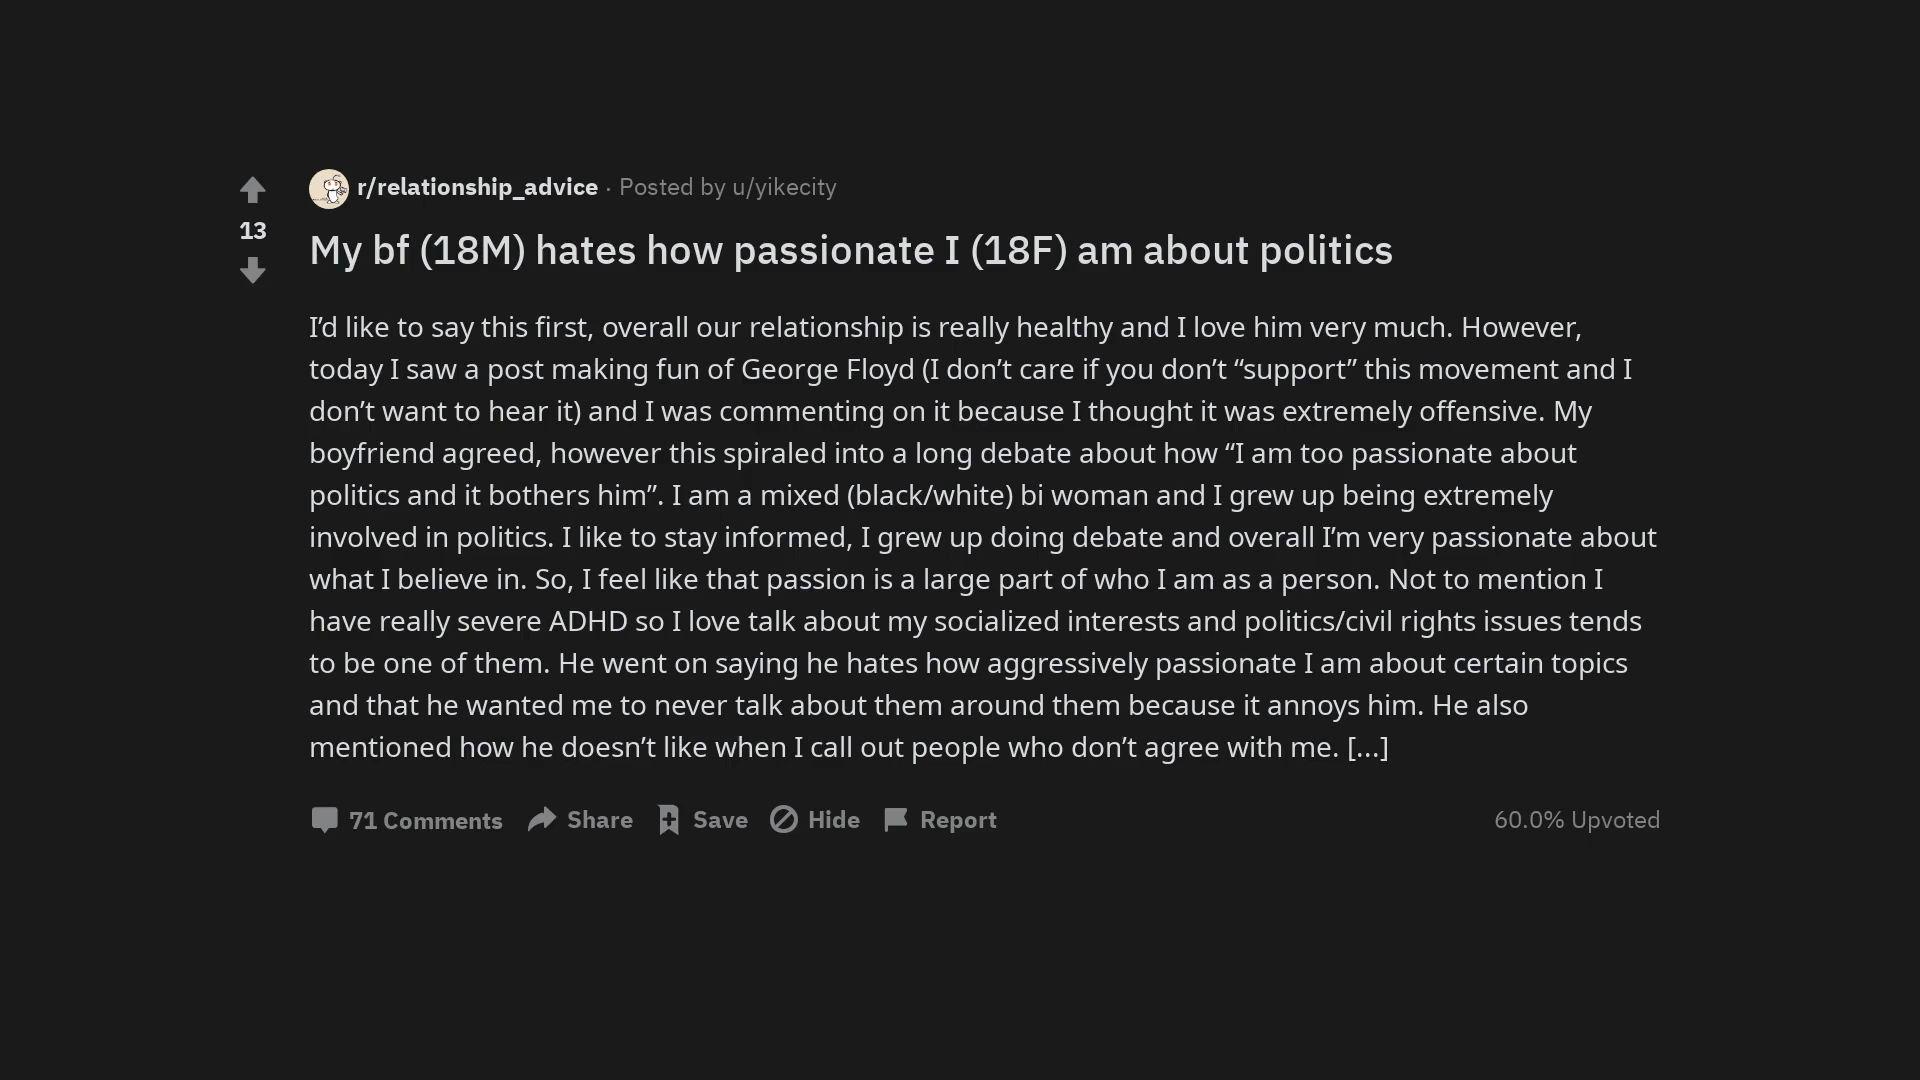 r/relationship_advice · Posted by u/yikecity
13
My bf (18M) hates how passionate I (18F) am about politics
I’d like to say this first, overall our relationship is really healthy and I love him very much. However,
today I saw a post making fun of George Floyd (I don’t care if you don’t “support” this movement and I
don’t want to hear it) and I was commenting on it because I thought it was extremely offensive. My
boyfriend agreed, however this spiraled into a long debate about how “I am too passionate about
politics and it bothers him”. I am a mixed (black/white) bi woman and I grew up being extremely
involved in politics. I like to stay informed, I grew up doing debate and overall I’m very passionate about
what I believe in. So, I feel like that passion is a large part of who I am as a person. Not to mention I
have really severe ADHD so I love talk about my socialized interests and politics/civil rights issues tends
to be one of them. He went on saying he hates how aggressively passionate I am about certain topics
and that he wanted me to never talk about them around them because it annoys him. He also
mentioned how he doesn’t like when I call out people who don’t agree with me. [...]
71 Comments Share Save Hide Report 60.0% Upvoted